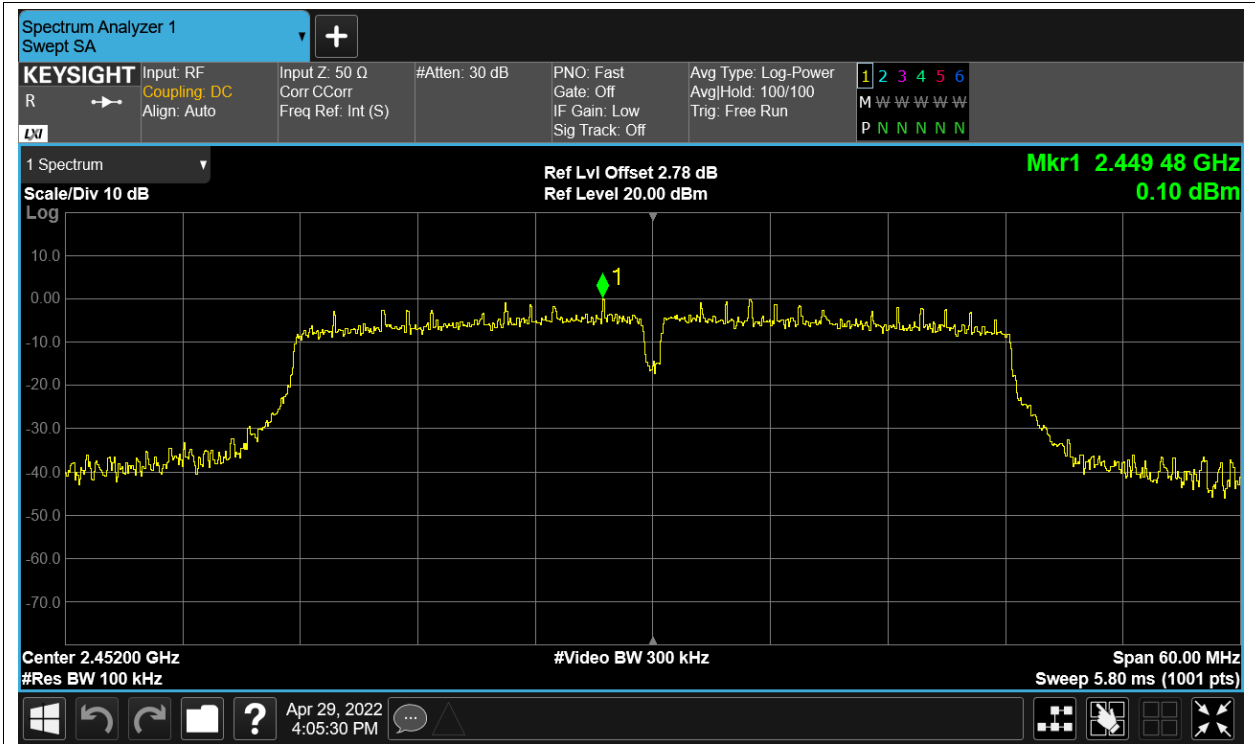 Spectrum Analyzer 1
Swept SA
+
KEYSIGHT
R
LXI
Input: RF
Coupling: DC
Align: Auto
Input Z: 50 Ω
Corr CCorr
Freq Ref: Int (S)
#Atten: 30 dB
PNO: Fast
Gate: Off
IF Gain: Low
Sig Track: Off
Avg Type: Log-Power
Avg|Hold: 100/100
Trig: Free Run
1 2 3 4 5 6
M W W W W W
P N N N N N
1 Spectrum
Scale/Div 10 dB
Log
Ref Lvl Offset 2.78 dB
Ref Level 20.00 dBm
Mkr1 2.449 48 GHz
0.10 dBm
1
10.0
0.00
-10.0
-20.0
-30.0
-40.0
-50.0
-60.0
-70.0
Center 2.45200 GHz
#Res BW 100 kHz
#Video BW 300 kHz
Span 60.00 MHz
Sweep 5.80 ms (1001 pts)
?
Apr 29, 2022
4:05:30 PM